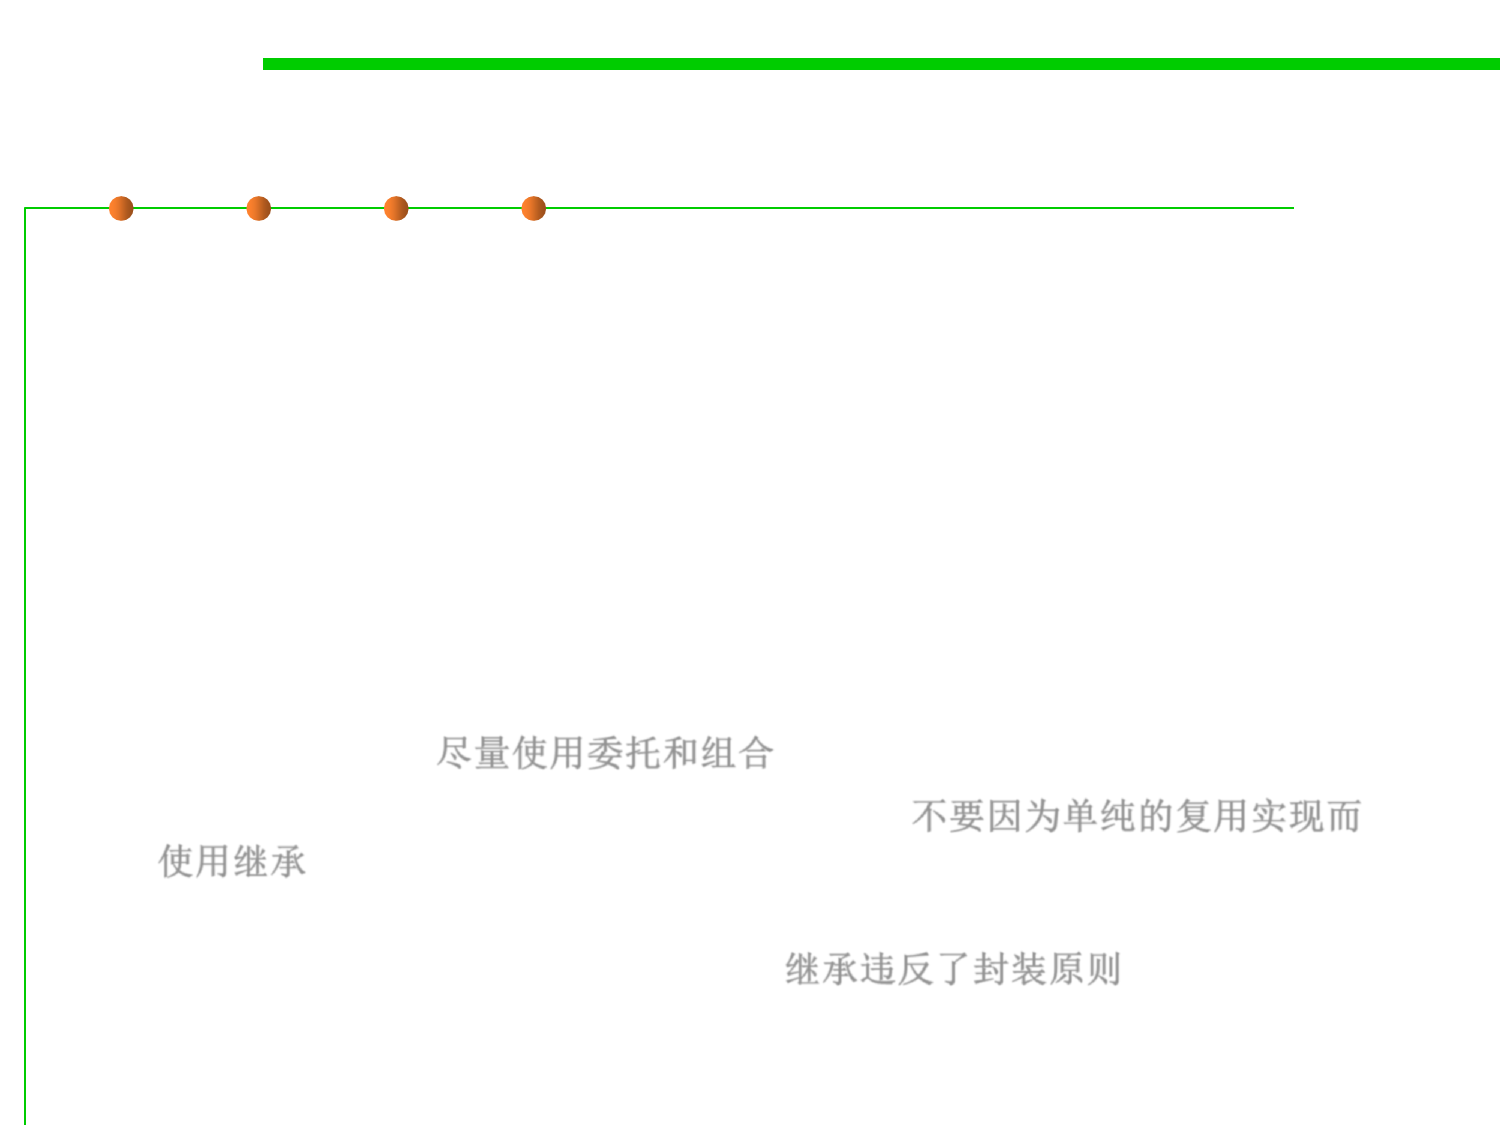 尽量使用委托和组合
不要因为单纯的复用实现而
使用继承
继承违反了封装原则